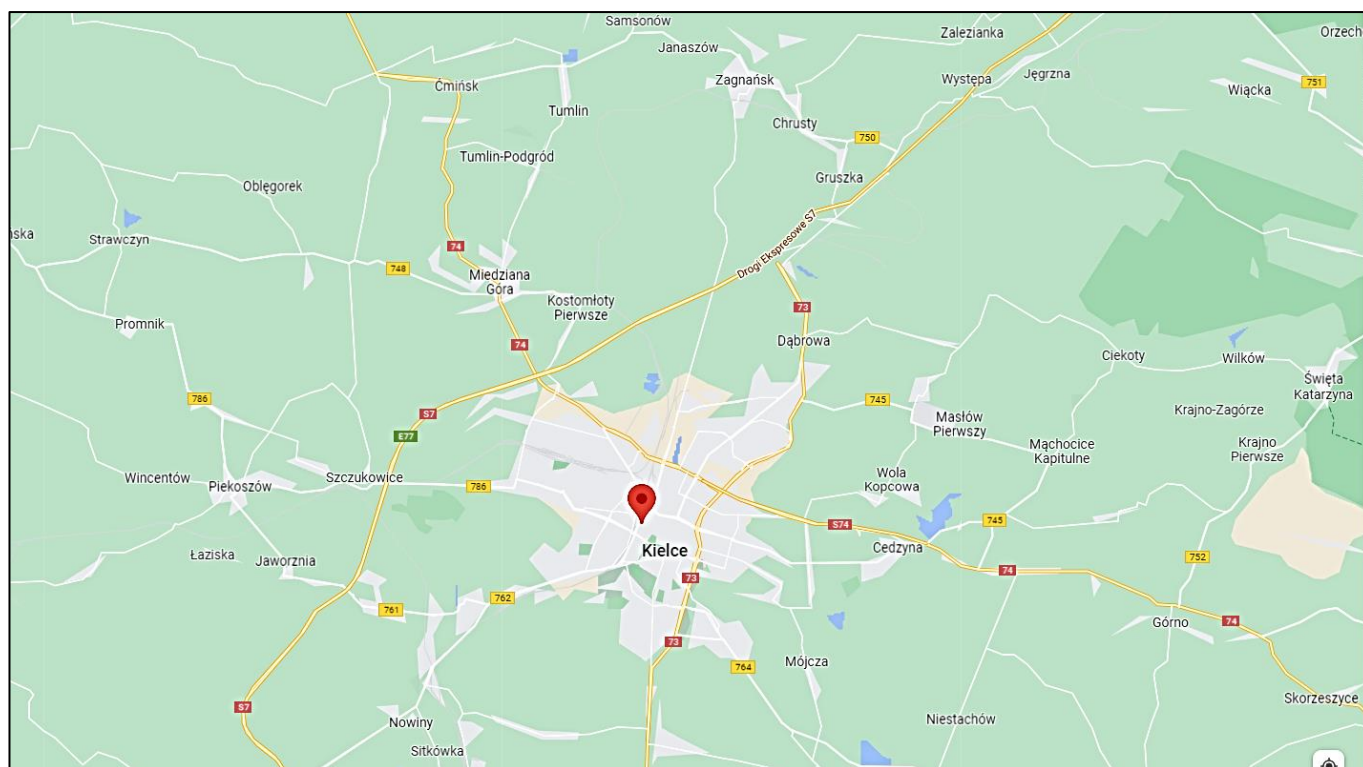 Samsonów
Janaszów
Zalezianka
Orzech
Ćmińsk
Zagnańsk
Występa
Jęgrzna
751
Wiącka
Tumlin
Chrusty
750
Tumlin-Podgród
Gruszka
Oblęgorek
nska
Strawczyn
74
Drogi Ekspresowe S7
748
Miedziana
Góra
Kostomłoty
Pierwsze
73
Promnik
74
Dąbrowa
Ciekoty
Wilków
Święta
Katarzyna
786
745
S7
E77
Masłów
Pierwszy
Krajno-Zagórze
Mąchocice
Kapitulne
Krajno
Pierwsze
Wincentów
Piekoszów
Szczukowice
786
Wola
Kopcowa
S74
745
Łaziska
Jaworznia
Kielce
Cedzyna
752
73
74
762
761
Górno
74
73
764
Mójcza
S7
Nowiny
Niestachów
Skorzeszyce
Sitkówka